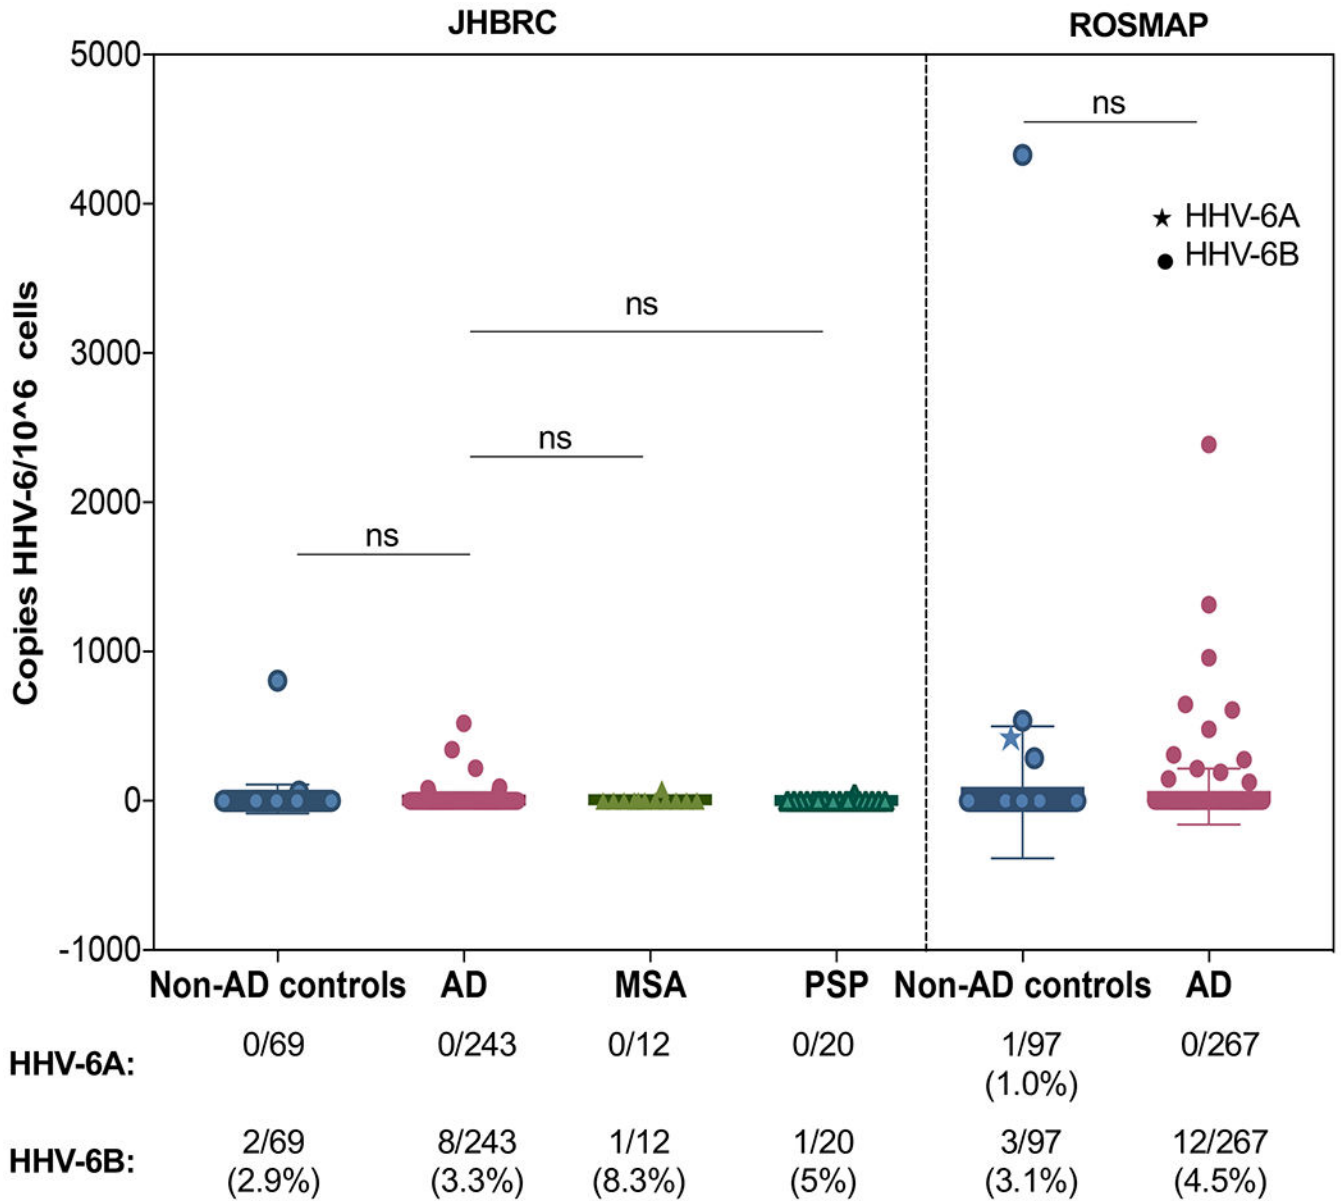 JHBRC ROSMAP
5000
ns
4000
★ HHV-6A
● HHV-6B
ns
3000
ns
2000
ns
1000
0
-1000
Copies HHV-6/10^6 cells
Non-AD controls AD MSA PSP Non-AD controls AD
HHV-6A: 0/69 0/243 0/12 0/20 1/97 0/267
(1.0%)
HHV-6B: 2/69 8/243 1/12 1/20 3/97 12/267
(2.9%) (3.3%) (8.3%) (5%) (3.1%) (4.5%)